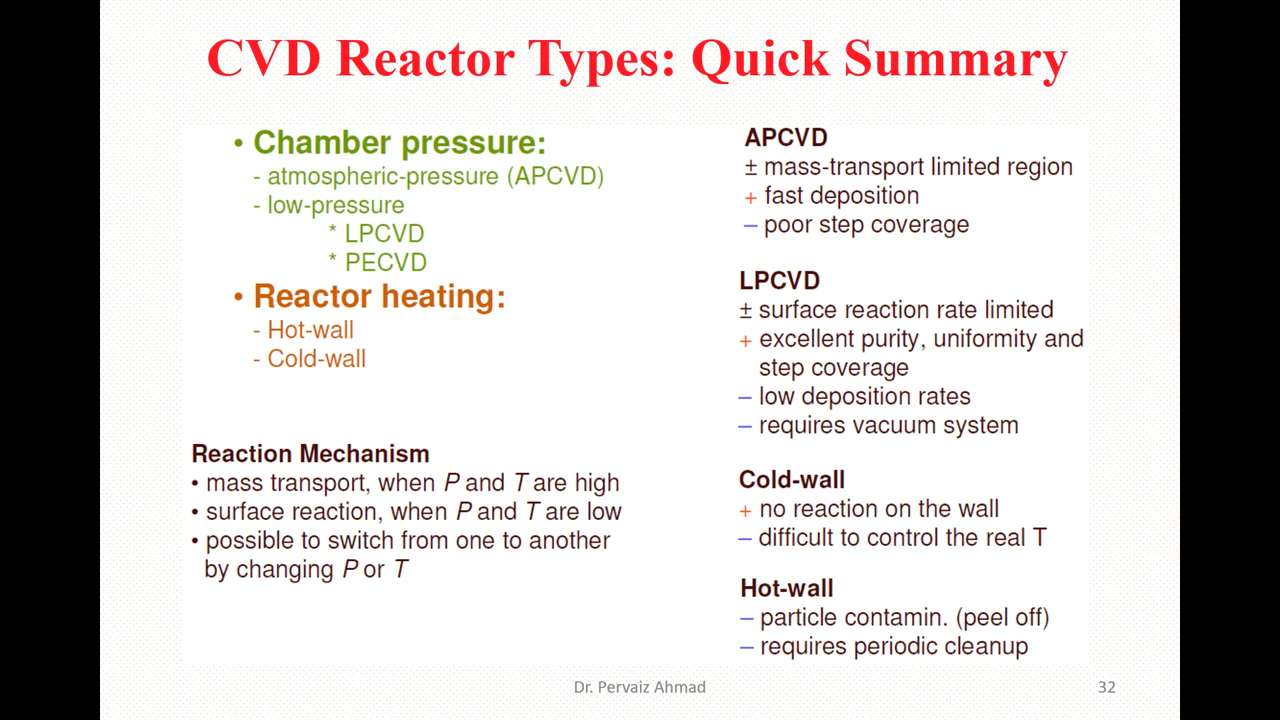 CVD Reactor Types: Quick Summary
• Chamber pressure:
- atmospheric-pressure (APCVD)
- low-pressure
* LPCVD
* PECVD
• Reactor heating:
- Hot-wall
- Cold-wall
Reaction Mechanism
• mass transport, when P and T are high
• surface reaction, when P and T are low
• possible to switch from one to another
by changing P or T
APCVD
± mass-transport limited region
+ fast deposition
– poor step coverage
LPCVD
± surface reaction rate limited
+ excellent purity, uniformity and
step coverage
– low deposition rates
– requires vacuum system
Cold-wall
+ no reaction on the wall
– difficult to control the real T
Hot-wall
– particle contamin. (peel off)
– requires periodic cleanup
Dr. Pervaiz Ahmad
32